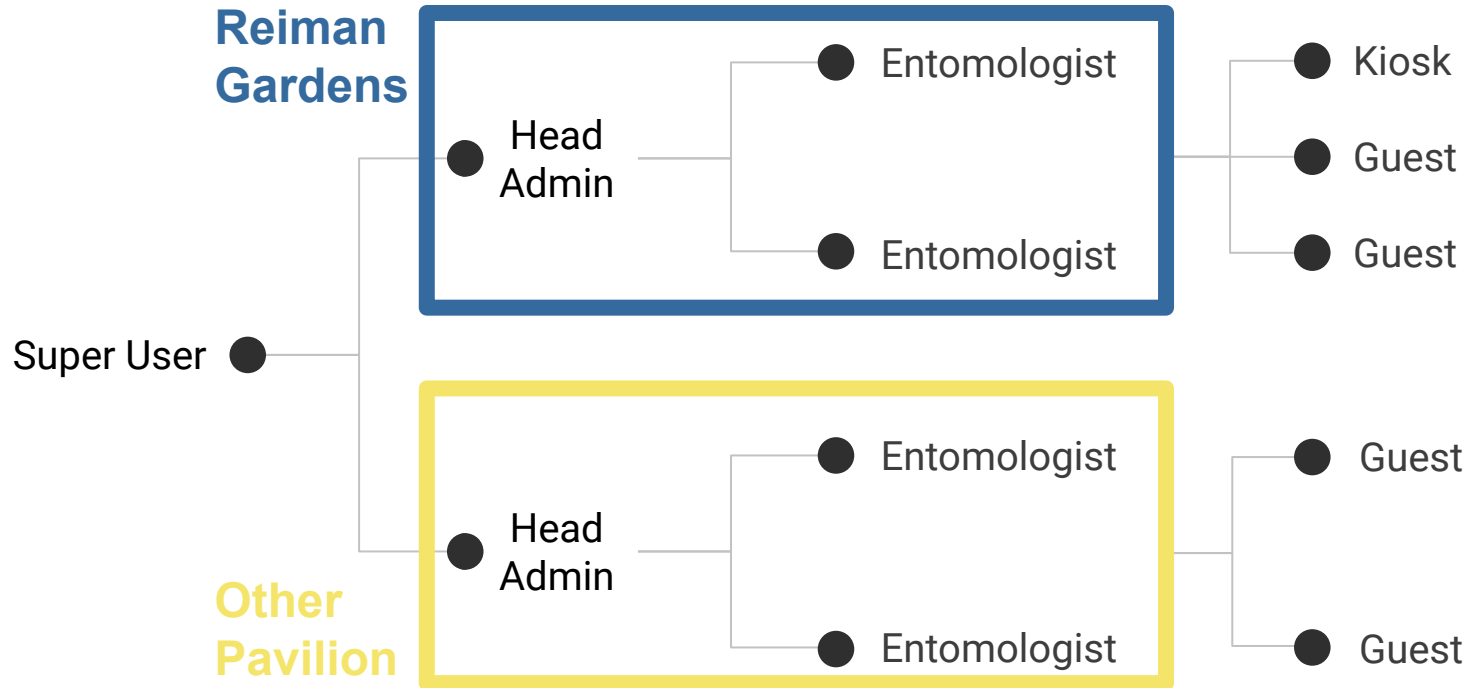 Reiman
Gardens
Head
Admin
Entomologist
Entomologist
Kiosk
Guest
Guest
Super User
Other
Pavilion
Head
Admin
Entomologist
Entomologist
Guest
Guest